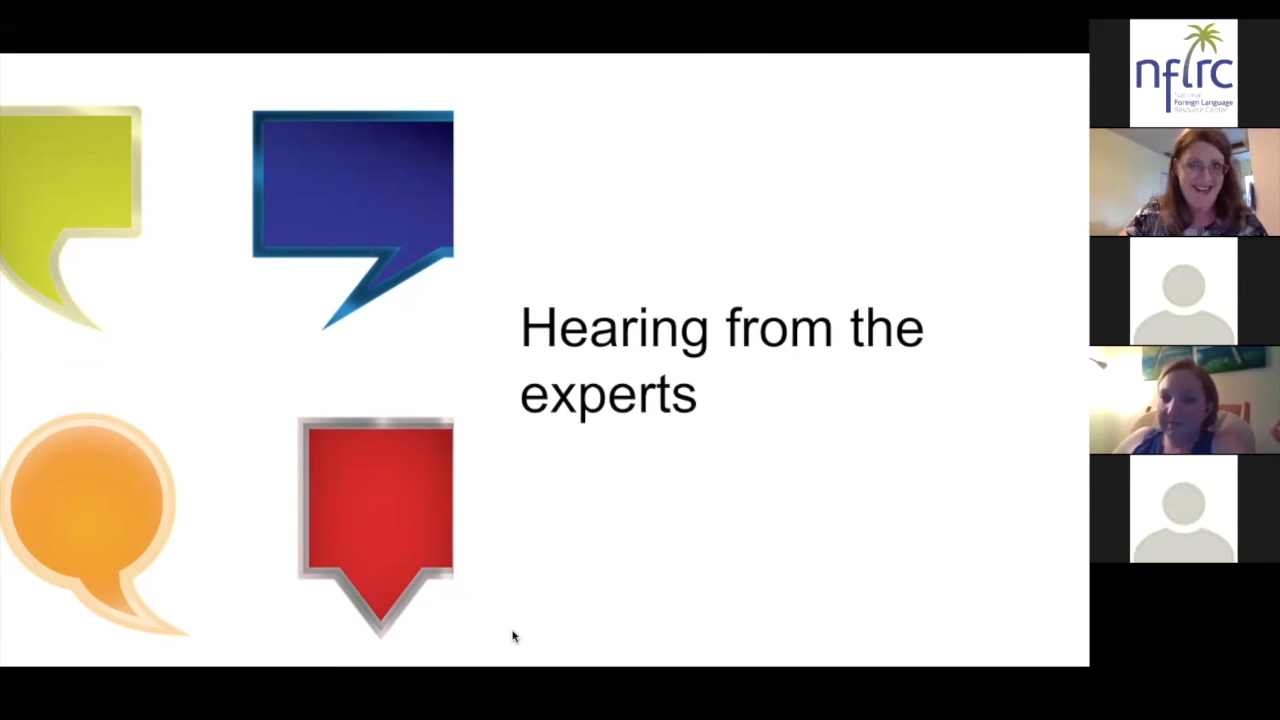 Hearing from the
experts
nflrc
National
Foreign Language
Resource Center